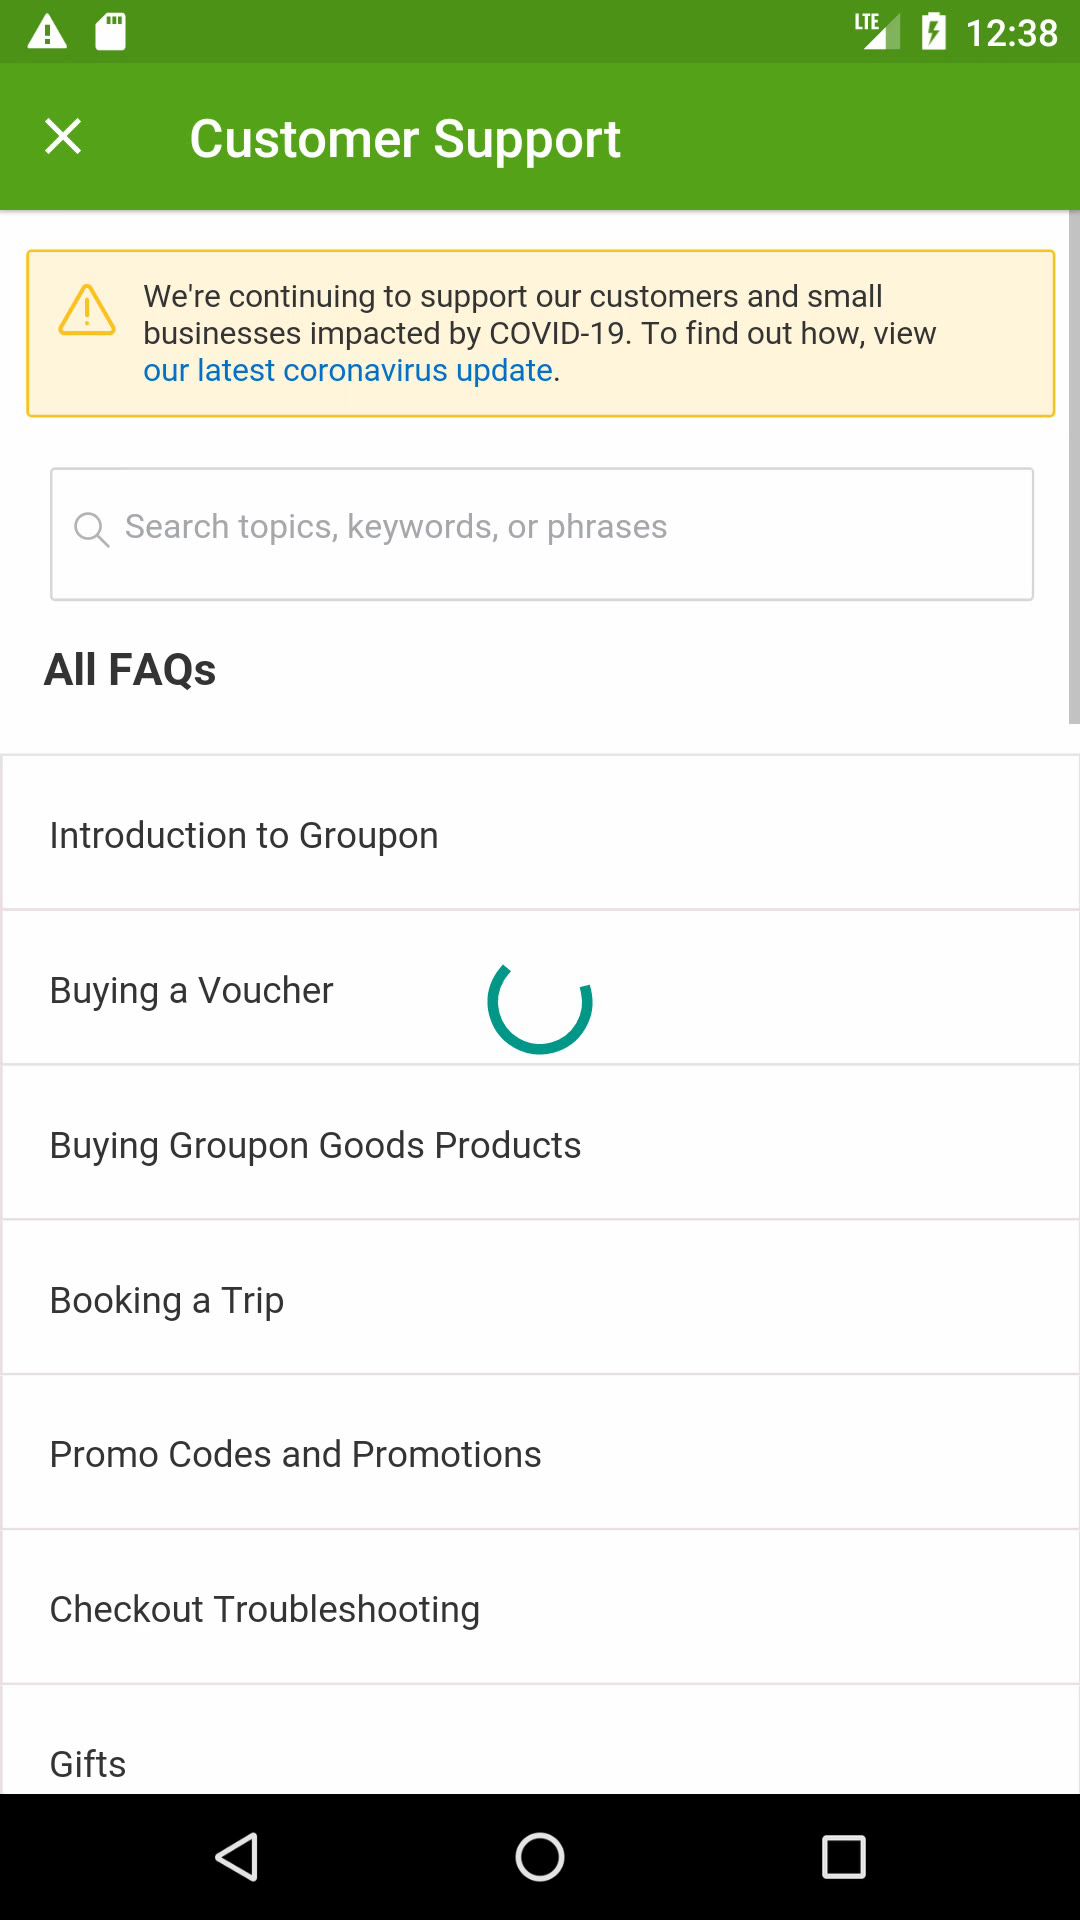 LTE 12:38
Customer Support
We're continuing to support our customers and small
businesses impacted by COVID-19. To find out how, view
our latest coronavirus update.
Search topics, keywords, or phrases
All FAQs
Introduction to Groupon
Buying a Voucher
Buying Groupon Goods Products
Booking a Trip
Promo Codes and Promotions
Checkout Troubleshooting
Gifts